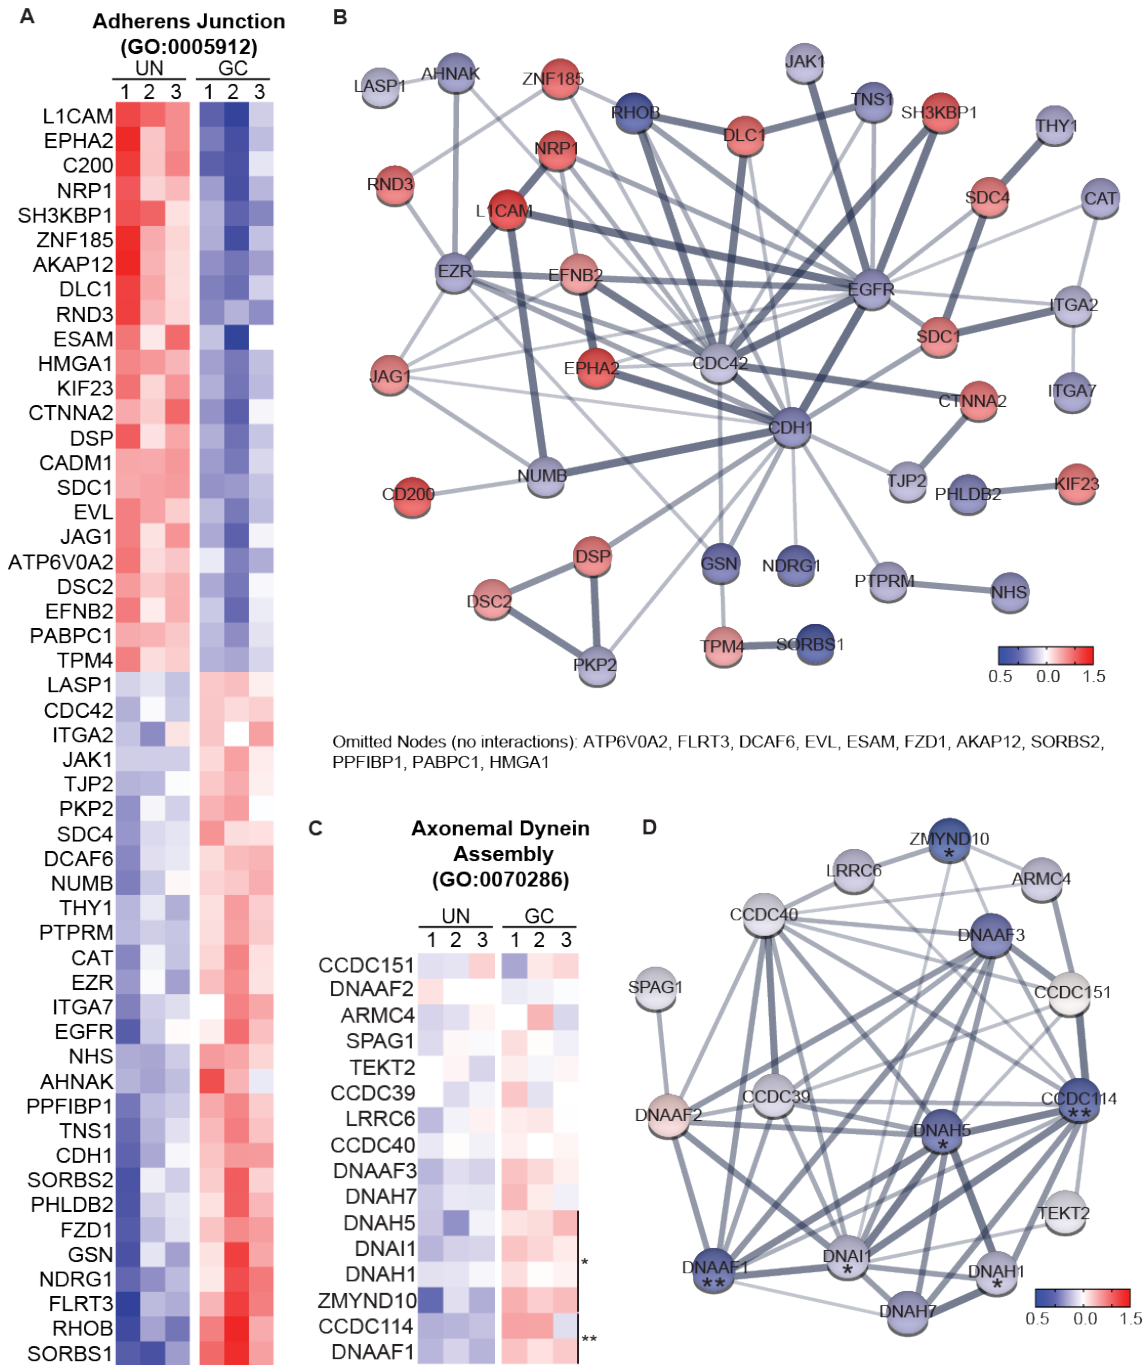 A
Adherens Junction
(GO:0005912)
UN GC
1 2 3 1 2 3
L1CAM
EPHA2
C200
NRP1
SH3KBP1
ZNF185
AKAP12
DLC1
RND3
ESAM
HMGA1
KIF23
CTNNA2
DSP
CADM1
SDC1
EVL
JAG1
ATP6V0A2
DSC2
EFNB2
PABPC1
TPM4
LASP1
CDC42
ITGA2
JAK1
TJP2
PKP2
SDC4
DCAF6
NUMB
THY1
PTPRM
CAT
EZR
ITGA7
EGFR
NHS
AHNAK
PPFIBP1
TNS1
CDH1
SORBS2
PHLDB2
FZD1
GSN
NDRG1
FLRT3
RHOB
SORBS1
B
JAK1
LASP1
AHNAK
ZNF185
RHOB
TNS1
SH3KBP1
DLC1
THY1
NRP1
RND3
L1CAM
SDC4
CAT
EZR
EFNB2
EGFR
ITGA2
SDC1
JAG1
EPHA2
CDC42
ITGA7
CTNNA2
CDH1
NUMB
TJP2
CD200
PHLDB2
KIF23
DSP
GSN
NDRG1
PTPRM
NHS
DSC2
PKP2
TPM4
SORBS1
0.5 0.0 1.5
Omitted Nodes (no interactions): ATP6V0A2, FLRT3, DCAF6, EVL, ESAM, FZD1, AKAP12, SORBS2,
PPFIBP1, PABPC1, HMGA1
C
Axonemal Dynein
Assembly
(GO:0070286)
UN GC
1 2 3 1 2 3
CCDC151
DNAAF2
ARMC4
SPAG1
TEKT2
CCDC39
LRRC6
CCDC40
DNAAF3
DNAH7
DNAH5
DNAI1
DNAH1
ZMYND10
CCDC114
DNAAF1
*
**
D
ZMYND10
*
LRRC6
ARMC4
CCDC40
DNAAF3
SPAG1
CCDC151
CCDC39
DNAAF2
CCDC114
**
DNAH5
*
TEKT2
DNAI1
*
DNAAF1
**
DNAH1
*
DNAH7
0.5 0.0 1.5